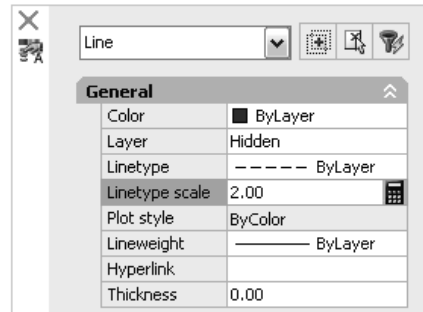 Line
General
Color ByLayer
Layer Hidden
Linetype ByLayer
Linetype scale 2.00
Plot style ByColor
Lineweight ByLayer
Hyperlink
Thickness 0.00